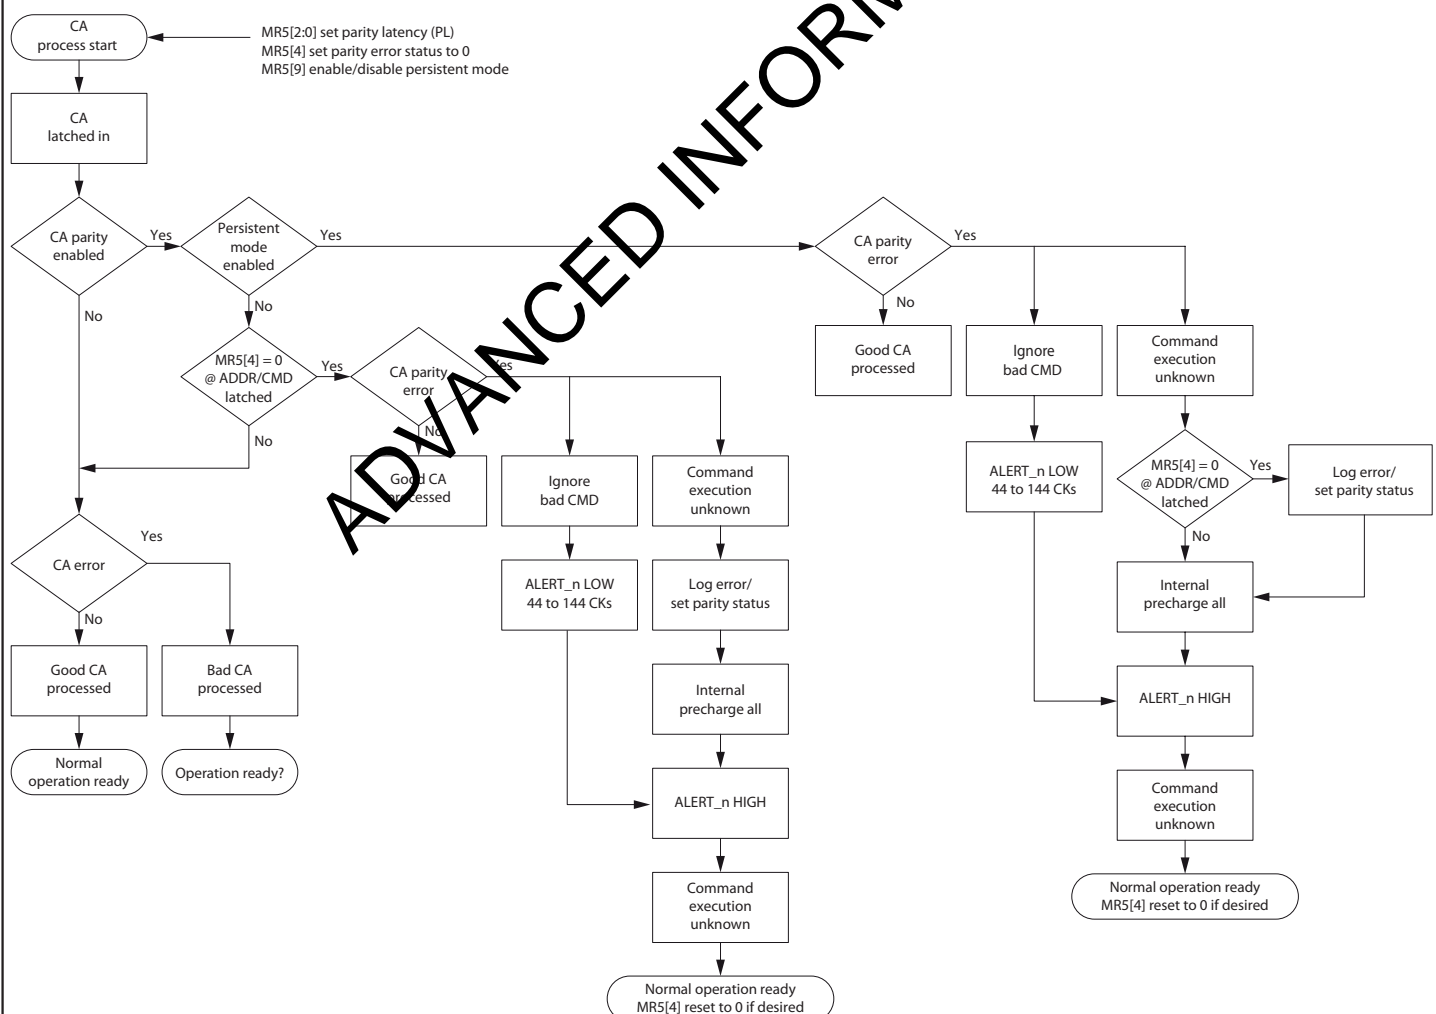 CA
process start
MR5[2:0] set parity latency (PL)
MR5[4] set parity error status to 0
MR5[9] enable/disable persistent mode
CA
latched in
CA parity
enabled
Yes
Persistent
mode
enabled
Yes
CA parity
error
Yes
No
No
No
MR5[4] = 0
@ ADDR/CMD
latched
Yes
CA parity
error
Yes
No
No
Good CA
processed
Ignore
bad CMD
Command
execution
unknown
Good CA
processed
Ignore
bad CMD
Command
execution
unknown
ALERT_n LOW
44 to 144 CKs
MR5[4] = 0
@ ADDR/CMD
latched
Yes
Log error/
set parity status
No
CA error
Yes
No
ALERT_n LOW
44 to 144 CKs
Log error/
set parity status
Internal
precharge all
Good CA
processed
Bad CA
processed
Internal
precharge all
ALERT_n HIGH
Normal
operation ready
Operation ready?
ALERT_n HIGH
Command
execution
unknown
Command
execution
unknown
Normal operation ready
MR5[4] reset to 0 if desired
Normal operation ready
MR5[4] reset to 0 if desired
ADVANCED INFORM